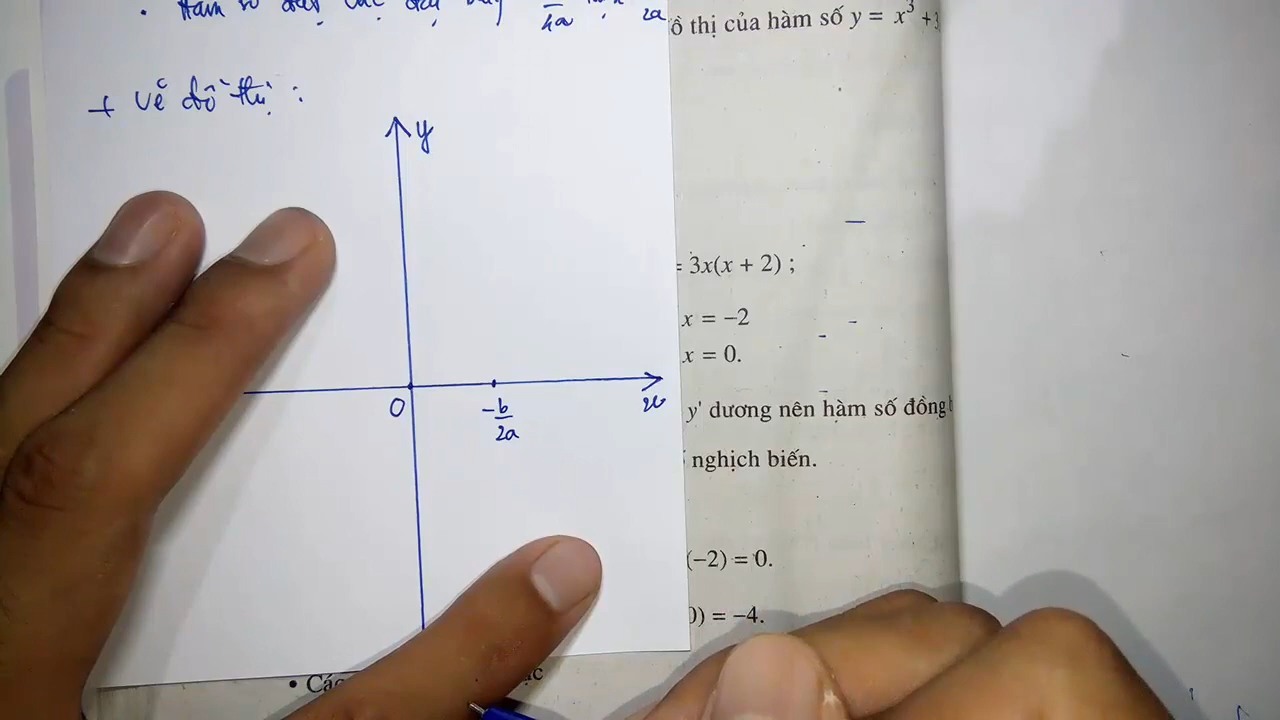 ồ thị của hàm số y = x³ +
+ Vẽ đồ thị :
y
= 3x(x + 2) ;
x = −2
x = 0.
O
-b/2a
x
y' dương nên hàm số đồng
nghịch biến.
(−2) = 0.
0) = −4.
• Các